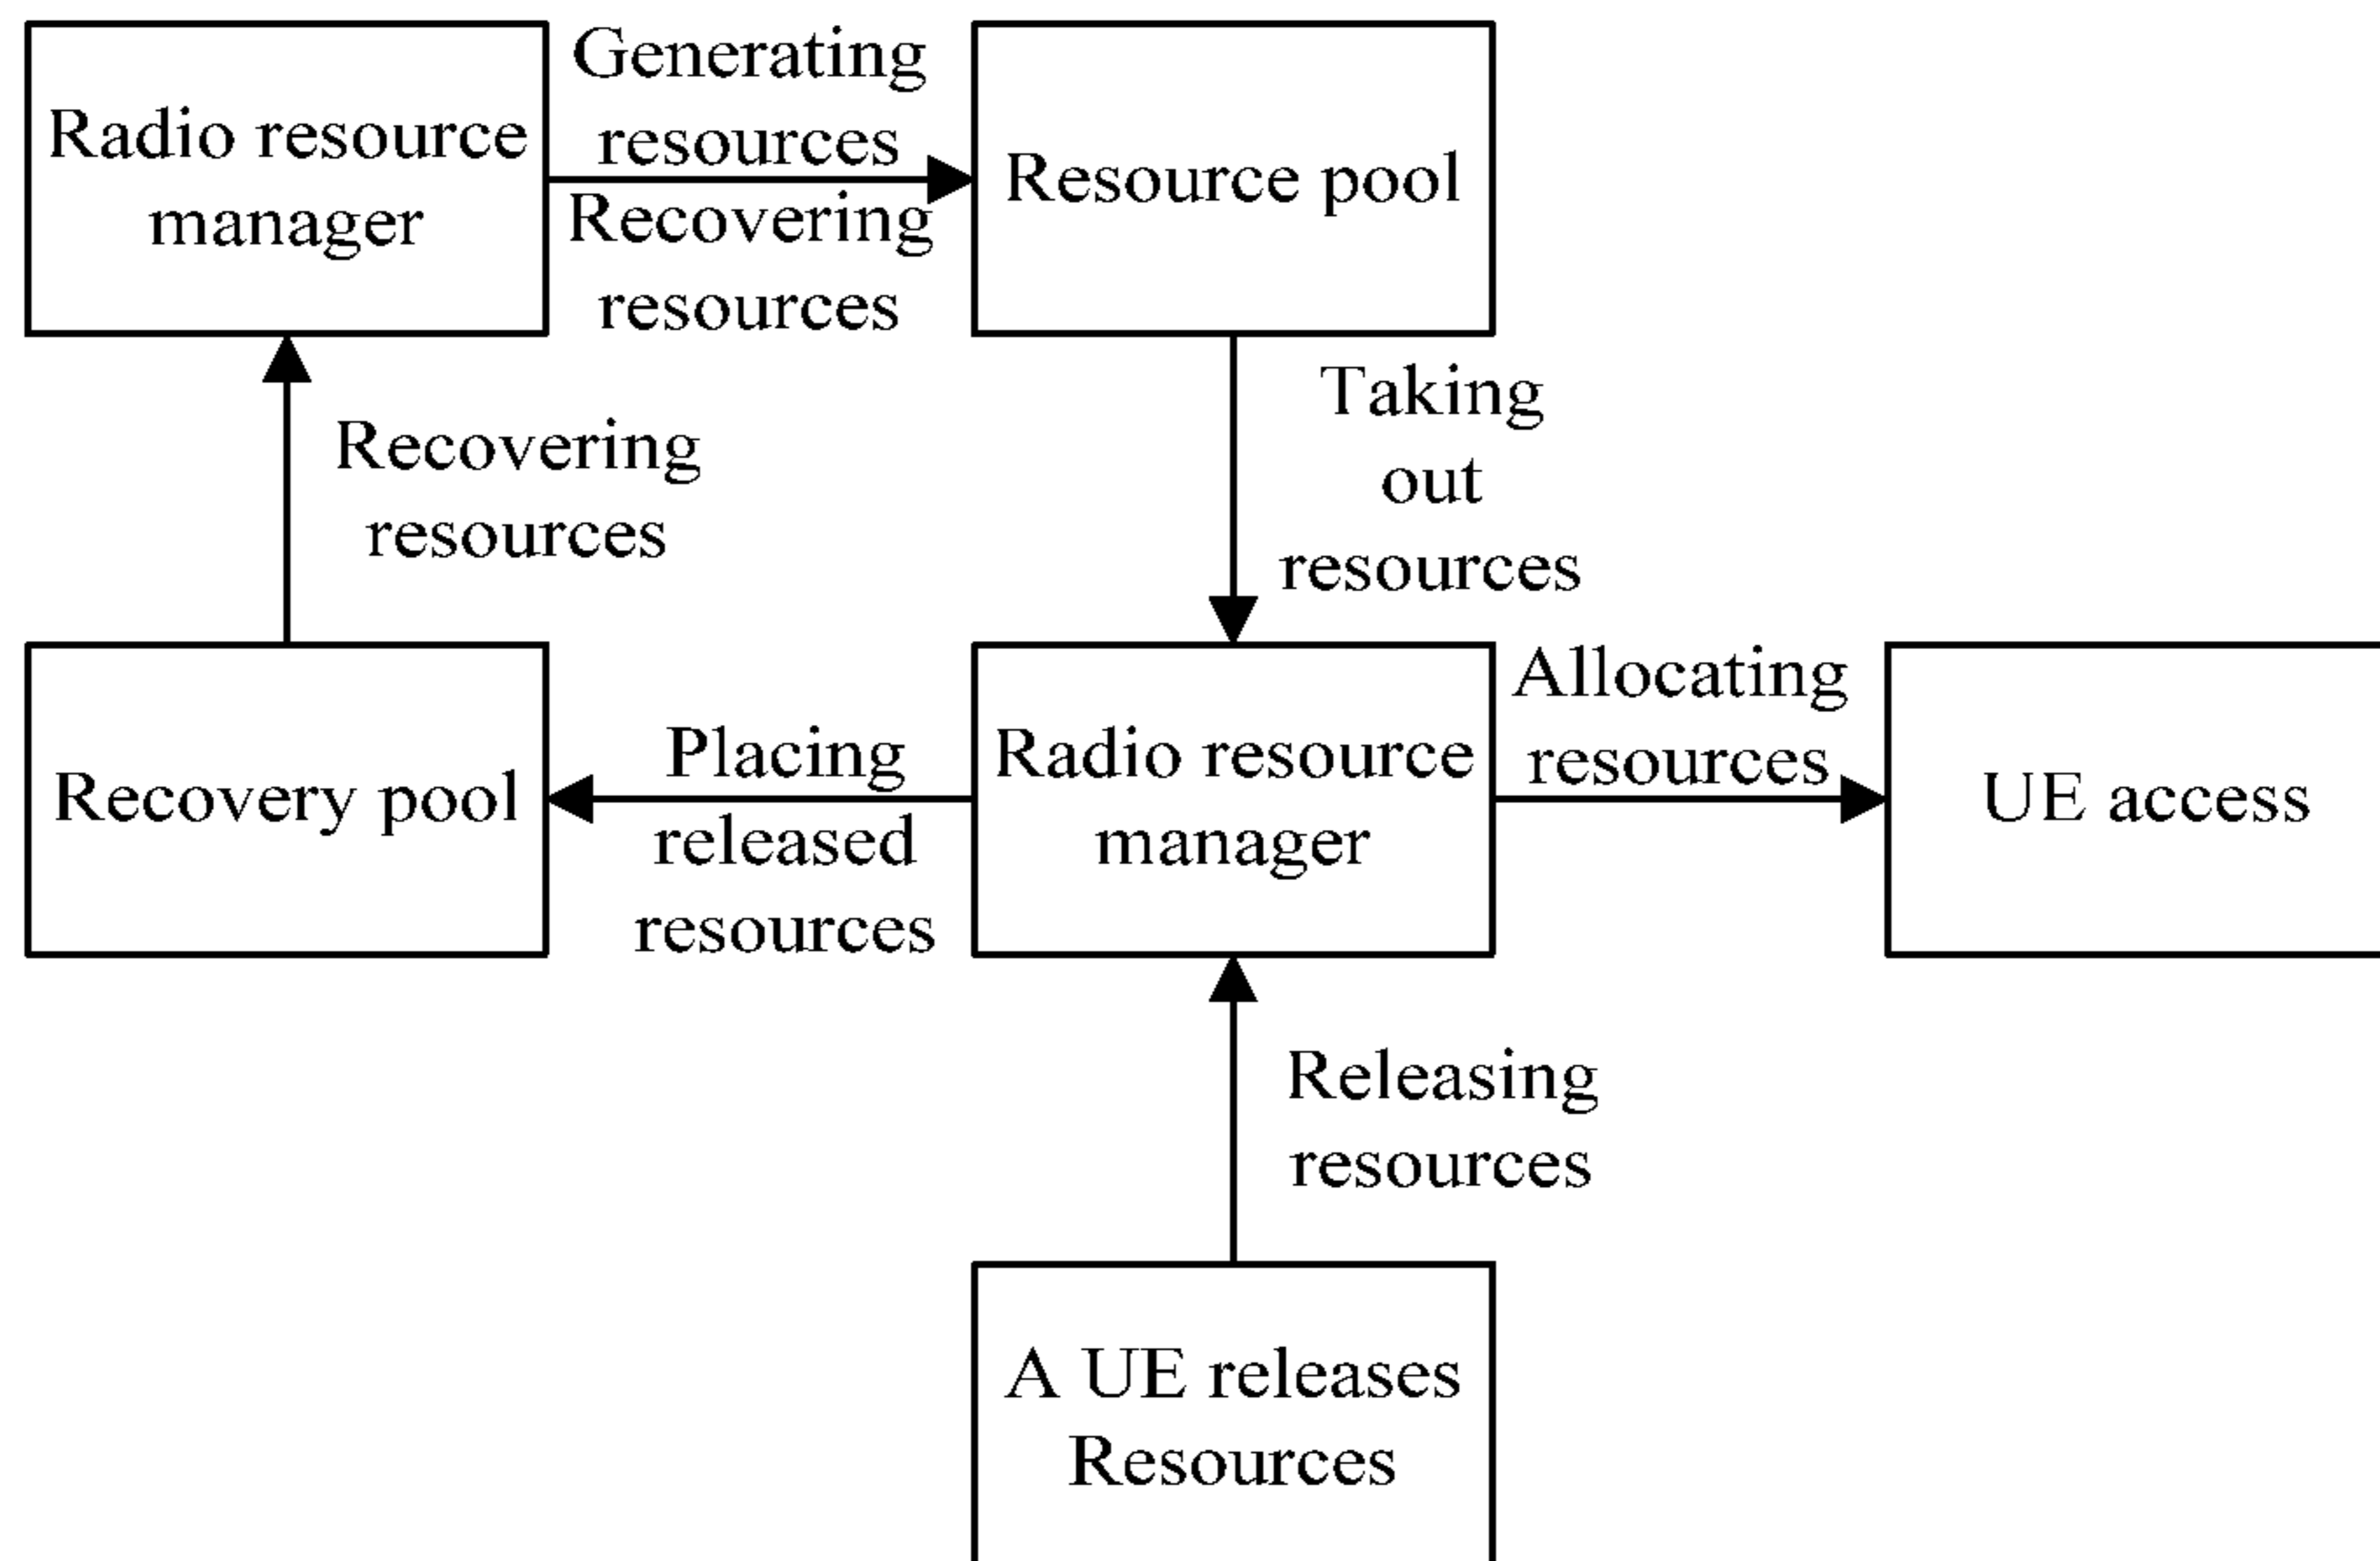 Radio resource
manager
Generating
resources
Recovering
resources
Resource pool
Recovering
resources
Taking
out
resources
Recovery pool
Placing
released
resources
Radio resource
manager
Allocating
resources
UE access
Releasing
resources
A UE releases
Resources